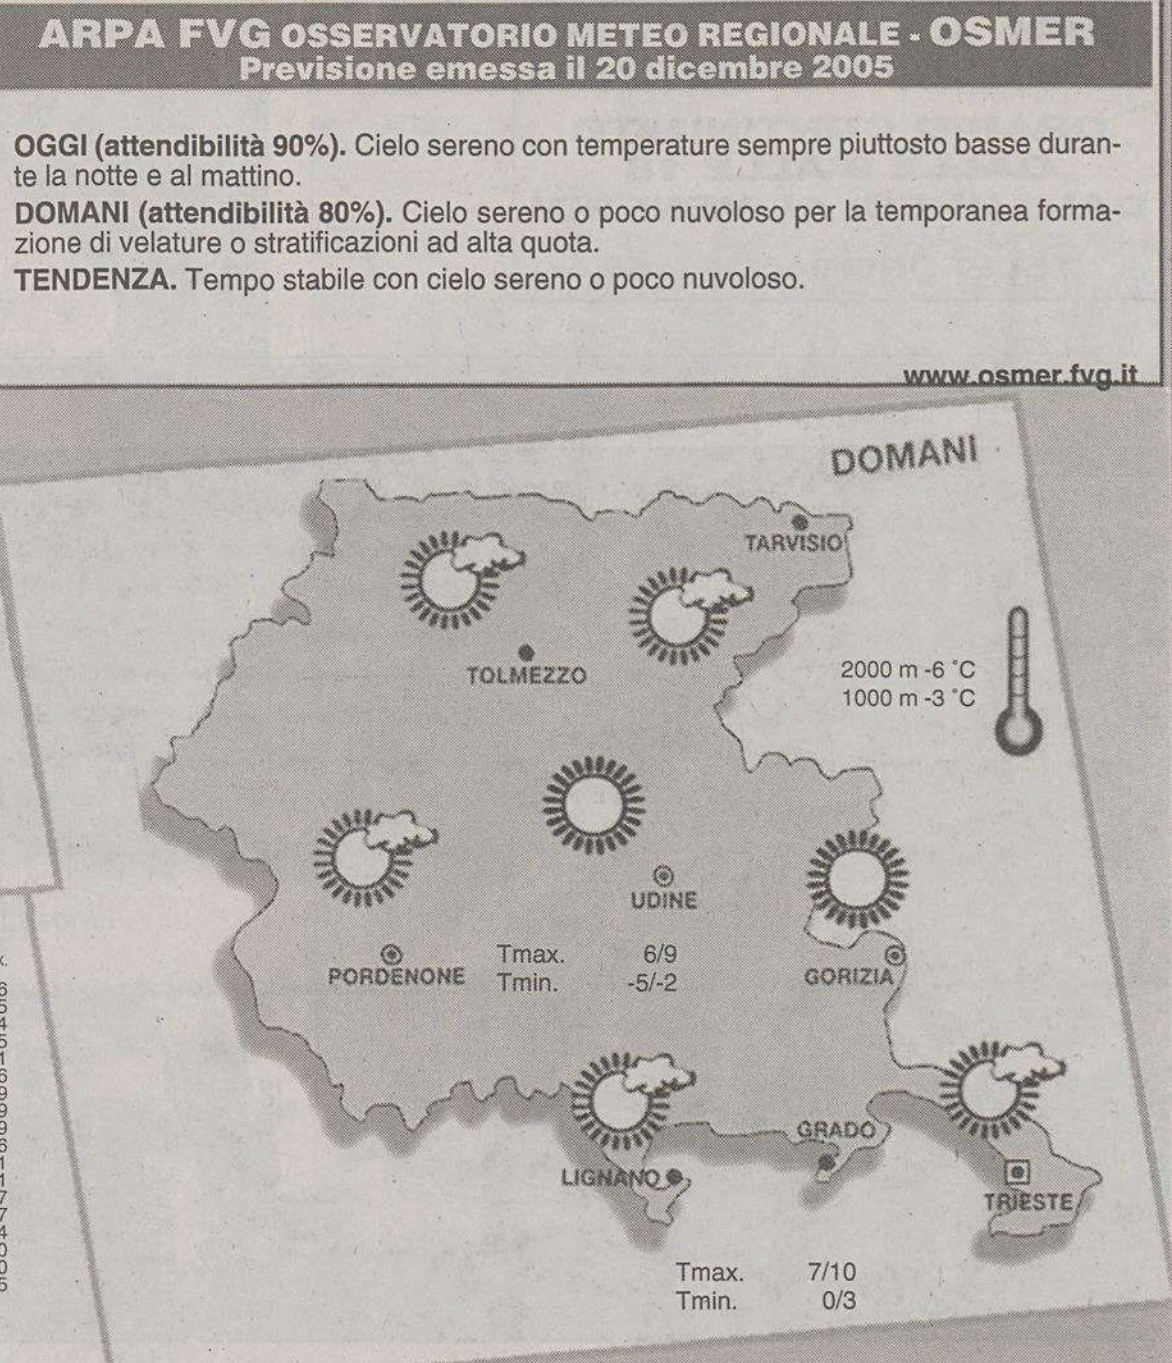 ARPA FVG OSSERVATORIO METEO REGIONALE - OSMER
Previsione emessa il 20 dicembre 2005
OGGI (attendibilità 90%). Cielo sereno con temperature sempre piuttosto basse duran-
te la notte e al mattino.
DOMANI (attendibilità 80%). Cielo sereno o poco nuvoloso per la temporanea forma-
zione di velature o stratificazioni ad alta quota.
TENDENZA. Tempo stabile con cielo sereno o poco nuvoloso.
www.osmer.fvg.it
DOMANI
TARVISIO
TOLMEZZO
2000 m -6 °C
1000 m -3 °C
UDINE
PORDENONE
Tmax. 6/9
Tmin. -5/-2
GORIZIA
GRADO
LIGNANO
TRIESTE
Tmax. 7/10
Tmin. 0/3